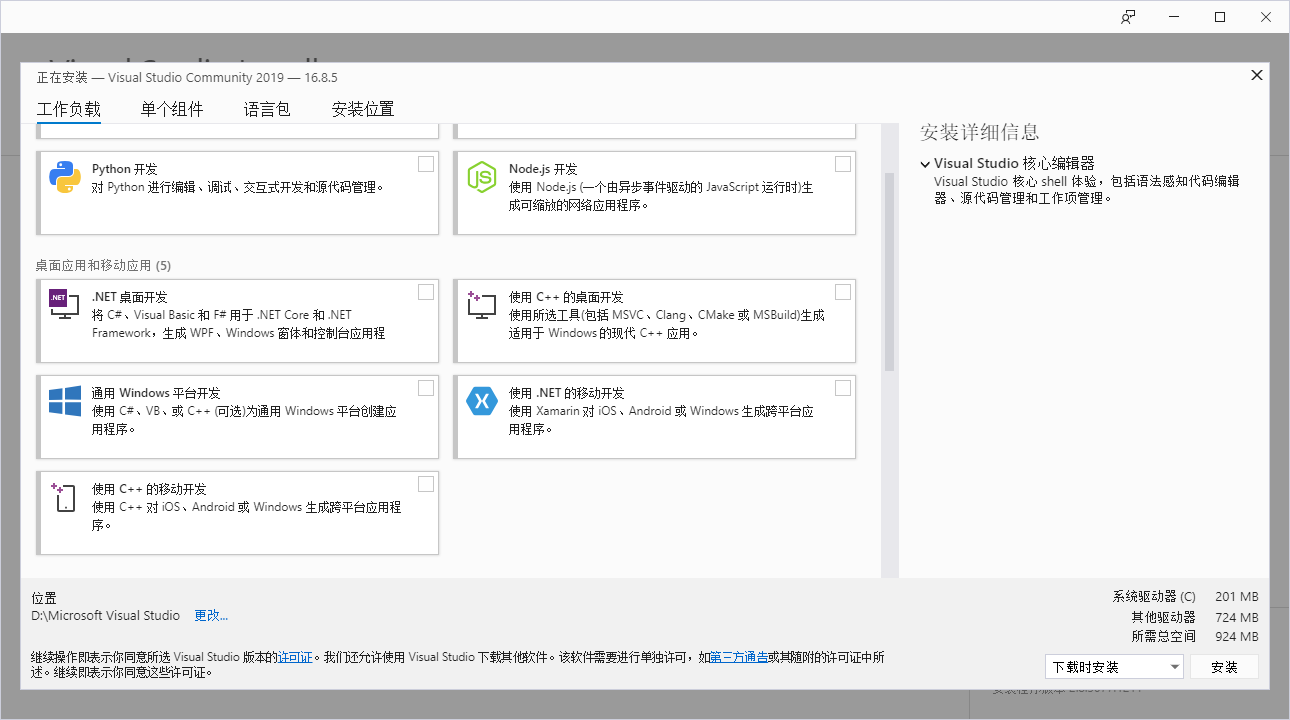 正在安装 — Visual Studio Community 2019 — 16.8.5
工作负载 单个组件 语言包 安装位置
Python 开发
对 Python 进行编辑、调试、交互式开发和源代码管理。
Node.js 开发
使用 Node.js (一个由异步事件驱动的 JavaScript 运行时)生
成可缩放的网络应用程序。
桌面应用和移动应用 (5)
.NET 桌面开发
将 C#、Visual Basic 和 F# 用于 .NET Core 和 .NET
Framework，生成 WPF、Windows 窗体和控制台应用程
使用 C++ 的桌面开发
使用所选工具(包括 MSVC、Clang、CMake 或 MSBuild)生成
适用于 Windows 的现代 C++ 应用。
通用 Windows 平台开发
使用 C#、VB、或 C++ (可选)为通用 Windows 平台创建应
用程序。
使用 .NET 的移动开发
使用 Xamarin 对 iOS、Android 或 Windows 生成跨平台应
用程序。
使用 C++ 的移动开发
使用 C++ 对 iOS、Android 或 Windows 生成跨平台应用程
序。
安装详细信息
Visual Studio 核心编辑器
Visual Studio 核心 shell 体验，包括语法感知代码编辑
器、源代码管理和工作项管理。
位置
D:\Microsoft Visual Studio 更改...
系统驱动器 (C) 201 MB
其他驱动器 724 MB
所需总空间 924 MB
继续操作即表示你同意所选 Visual Studio 版本的许可证。我们还允许使用 Visual Studio 下载其他软件。该软件需要进行单独许可，如第三方通告或其随附的许可证中所
述。继续即表示你同意这些许可证。
下载时安装 安装